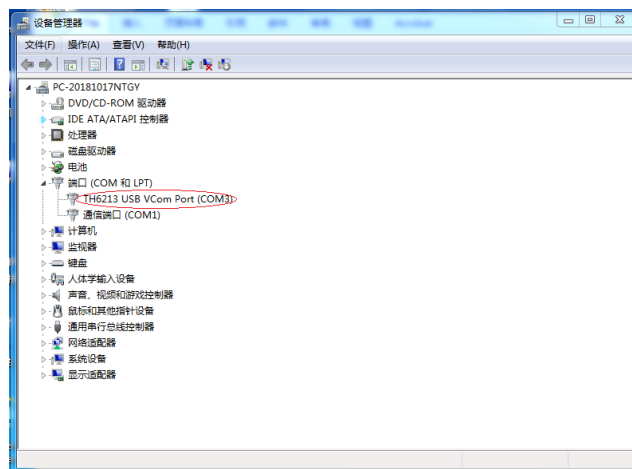 设备管理器
文件(F) 操作(A) 查看(V) 帮助(H)
PC-20181017NTGY
DVD/CD-ROM 驱动器
IDE ATA/ATAPI 控制器
处理器
磁盘驱动器
电池
端口 (COM 和 LPT)
TH6213 USB VCom Port (COM3)
通信端口 (COM1)
计算机
监视器
键盘
人体学输入设备
声音、视频和游戏控制器
鼠标和其他指针设备
通用串行总线控制器
网络适配器
系统设备
显示适配器